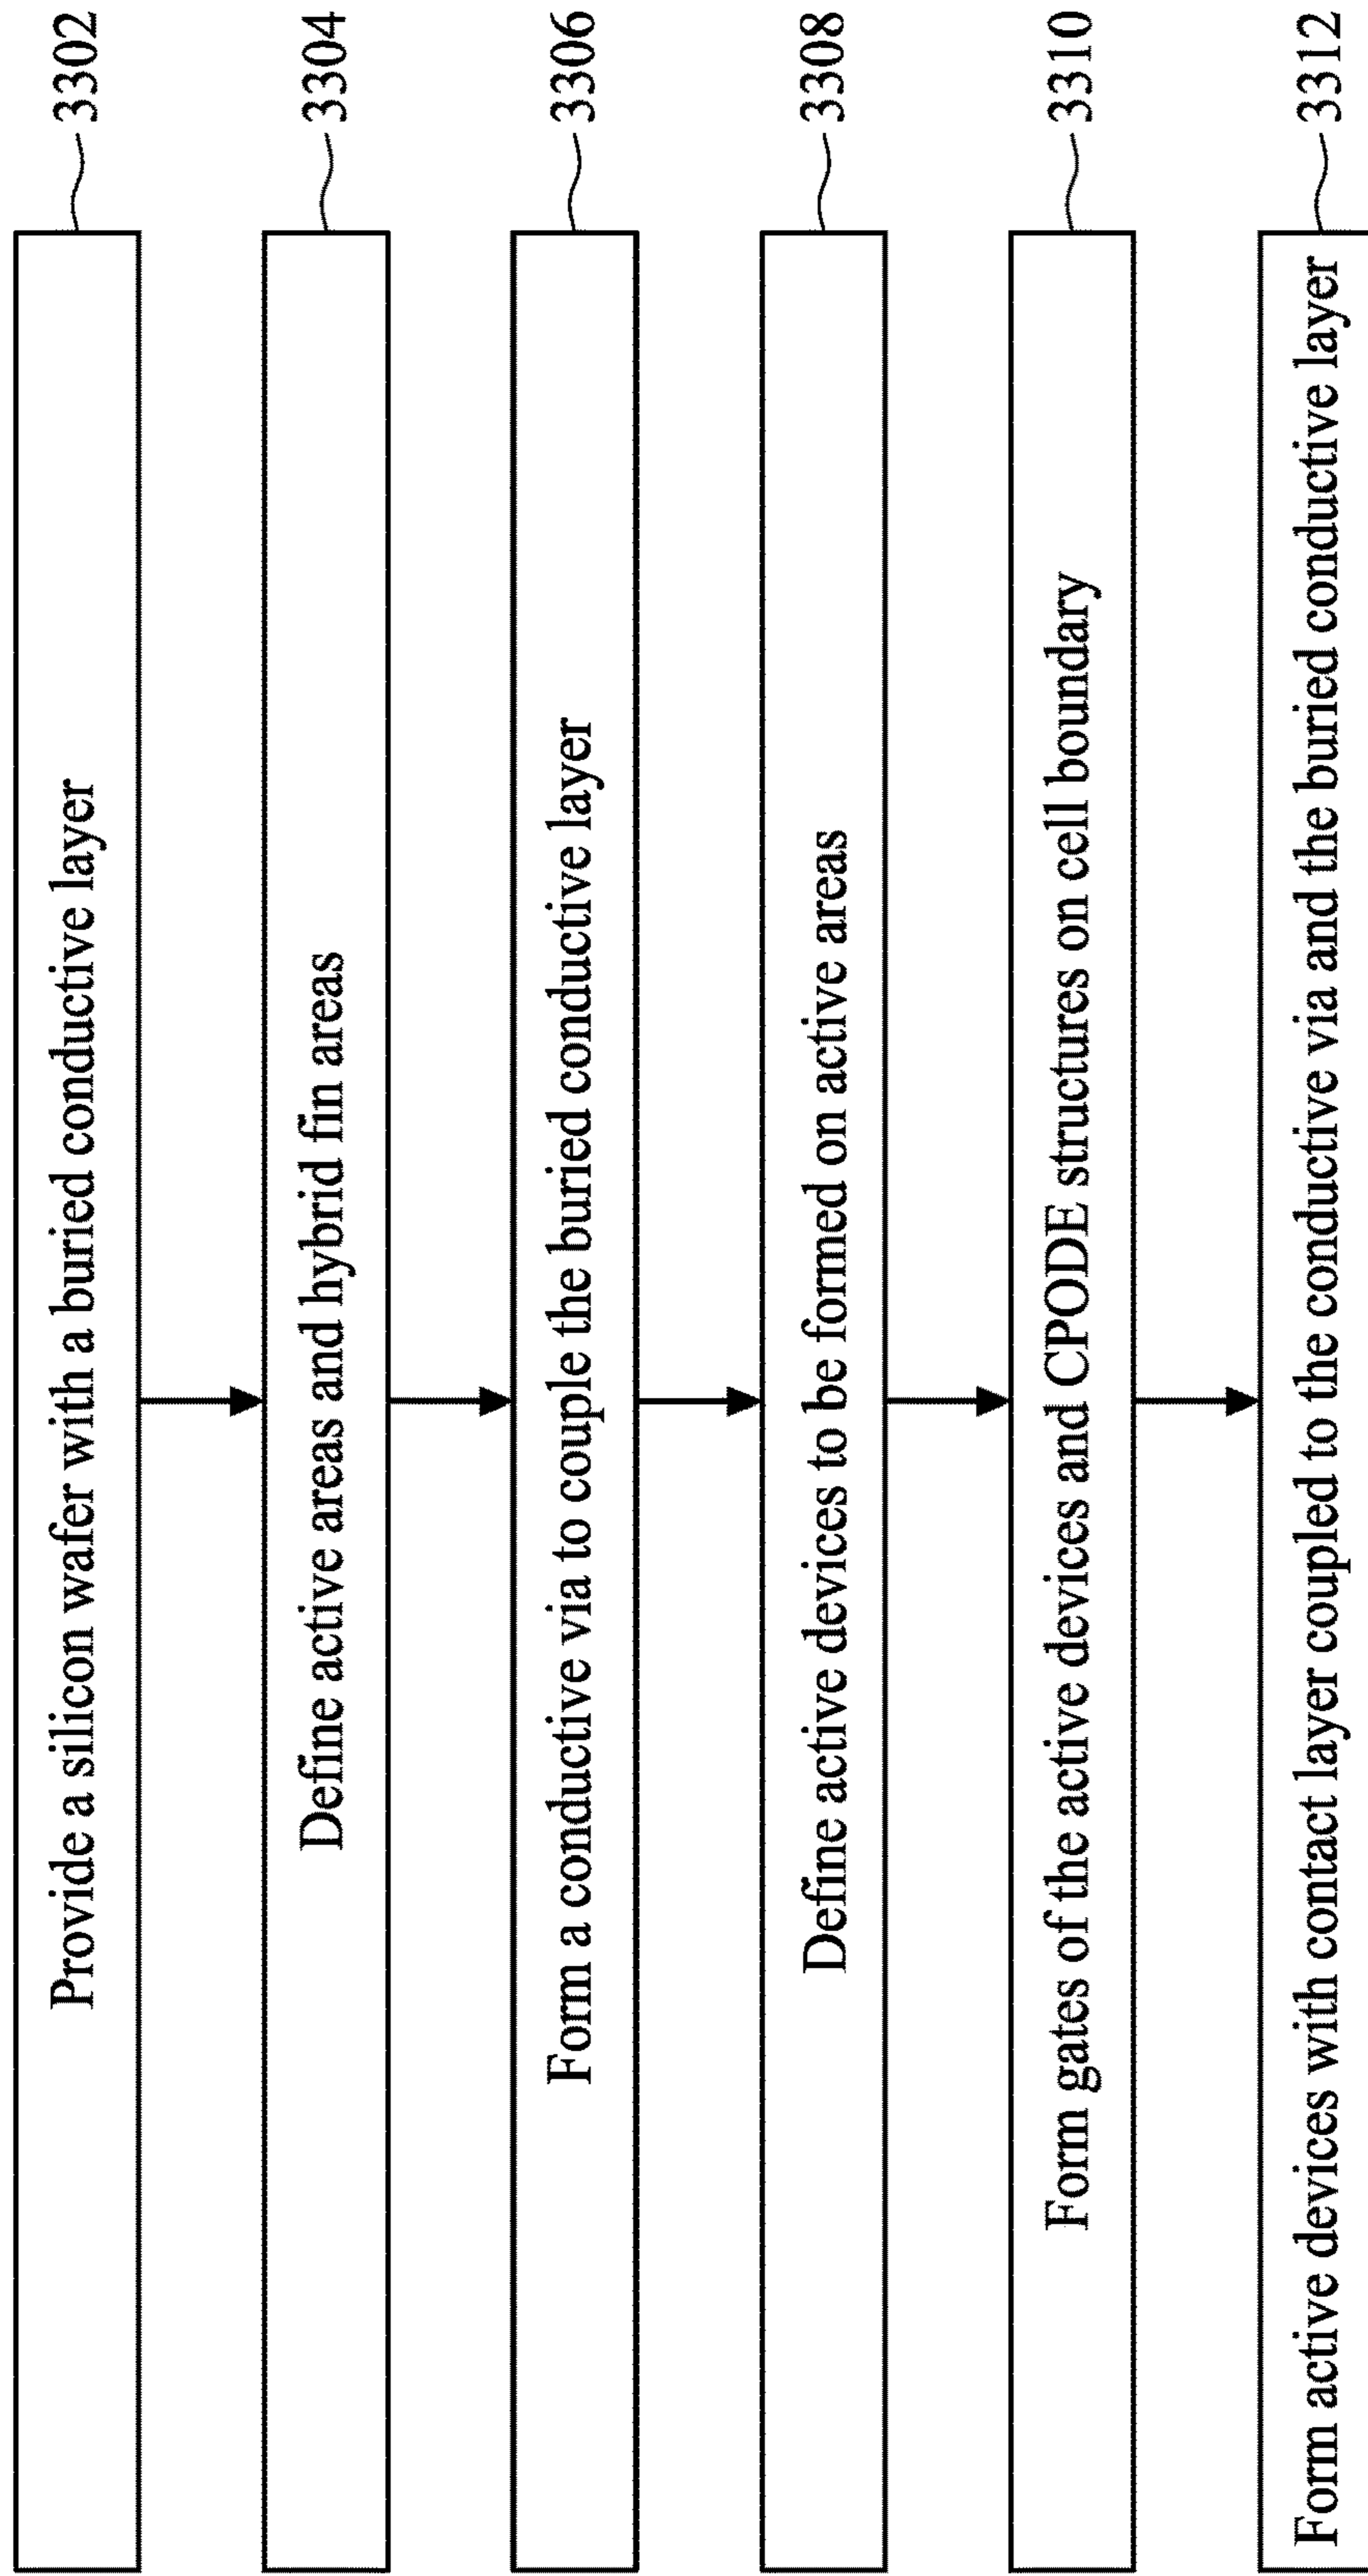 Provide a silicon wafer with a buried conductive layer
3302
Define active areas and hybrid fin areas
3304
Form a conductive via to couple the buried conductive layer
3306
Define active devices to be formed on active areas
3308
Form gates of the active devices and CPODE structures on cell boundary
3310
Form active devices with contact layer coupled to the conductive via and the buried conductive layer
3312